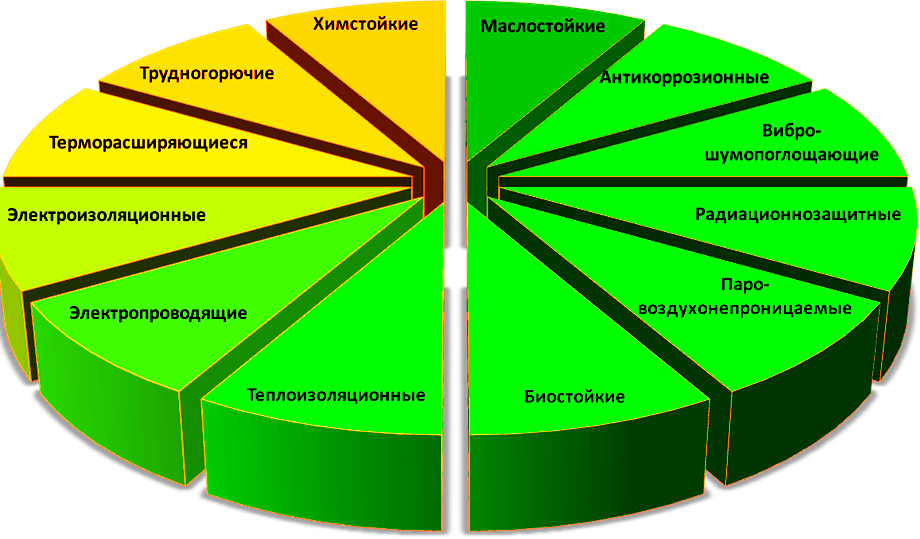 Химстойкие
Маслостойкие
Трудногорючие
Антикоррозионные
Терморасширяющиеся
Вибро-
шумопоглощающие
Электроизоляционные
Радиационнозащитные
Электропроводящие
Паро-
воздухонепроницаемые
Теплоизоляционные
Биостойкие